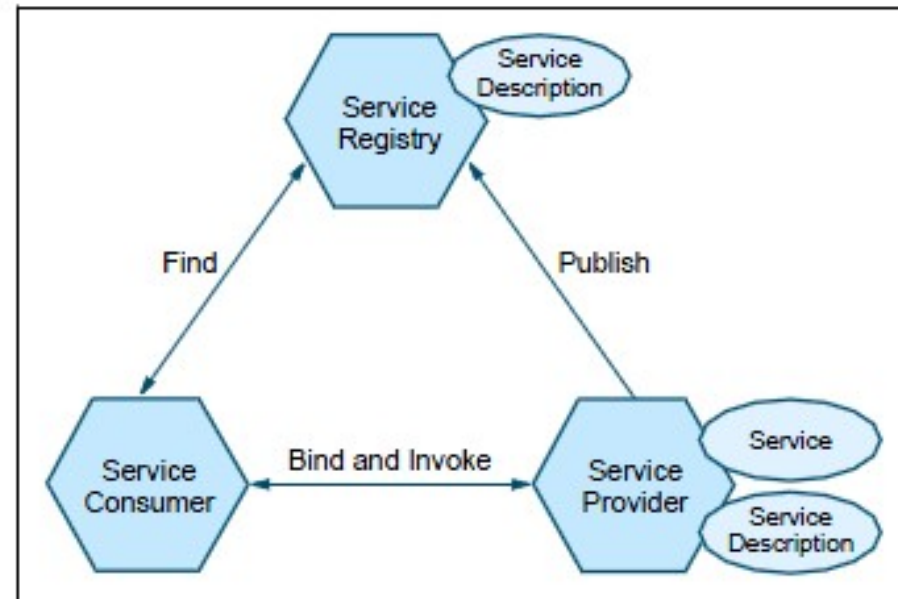 Service
Description
Service
Registry
Find
Publish
Service
Consumer
Bind and Invoke
Service
Provider
Service
Service
Description